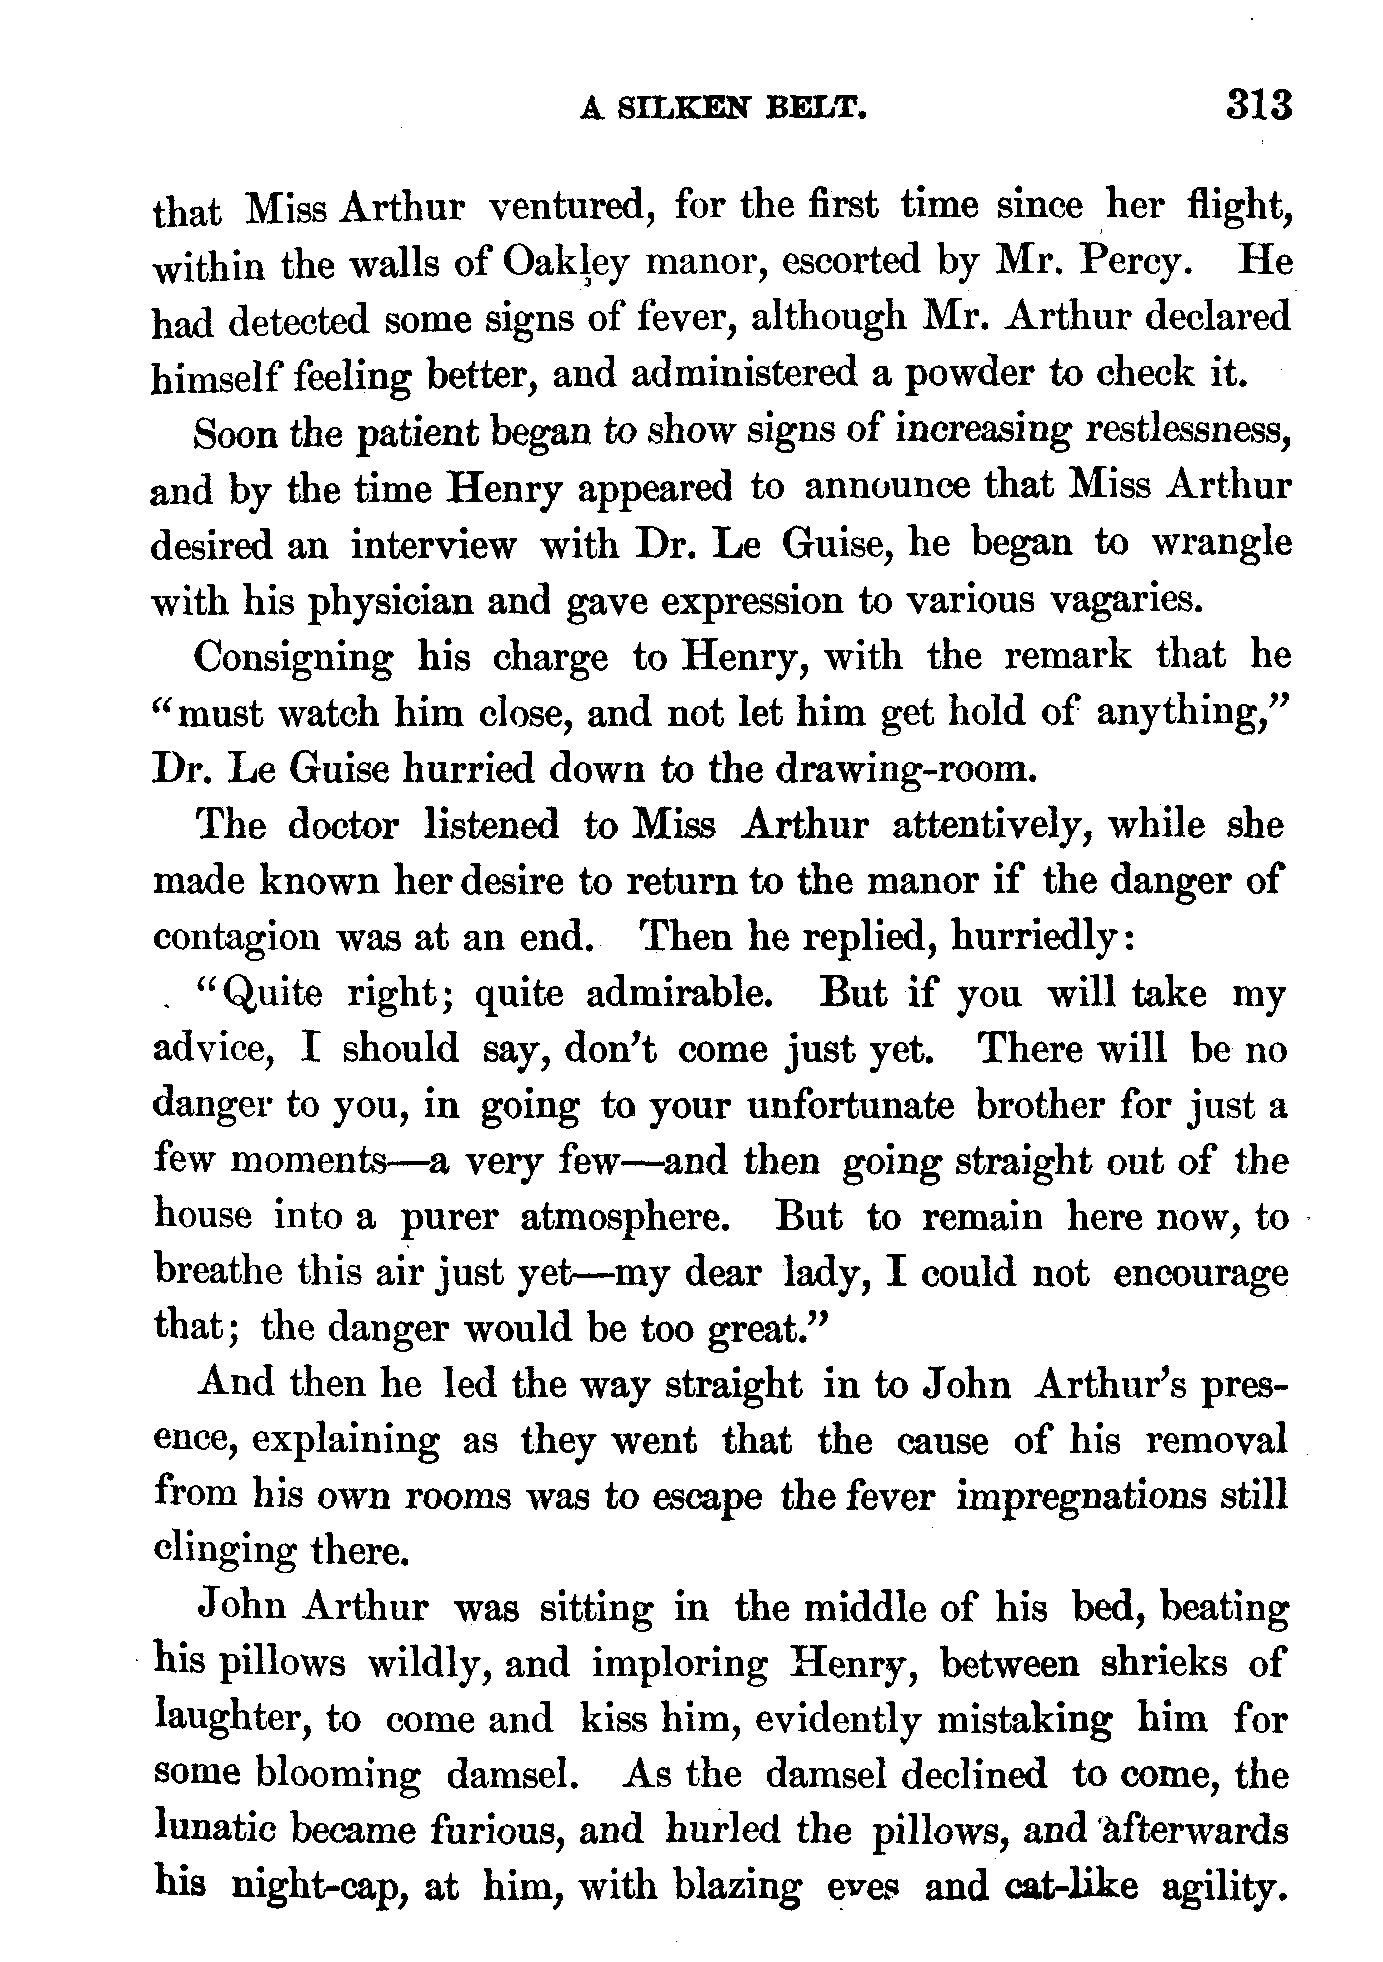 A SILKEN BELT. 313
that Miss Arthur ventured, for the first time since her flight,
within the walls of Oakley manor, escorted by Mr. Percy. He
had detected some signs of fever, although Mr. Arthur declared
himself feeling better, and administered a powder to check it.
Soon the patient began to show signs of increasing restlessness,
and by the time Henry appeared to announce that Miss Arthur
desired an interview with Dr. Le Guise, he began to wrangle
with his physician and gave expression to various vagaries.
Consigning his charge to Henry, with the remark that he
“must watch him close, and not let him get hold of anything,”
Dr. Le Guise hurried down to the drawing-room.
The doctor listened to Miss Arthur attentively, while she
made known her desire to return to the manor if the danger of
contagion was at an end. Then he replied, hurriedly:
“Quite right; quite admirable. But if you will take my
advice, I should say, don’t come just yet. There will be no
danger to you, in going to your unfortunate brother for just a
few moments—a very few—and then going straight out of the
house into a purer atmosphere. But to remain here now, to
breathe this air just yet—my dear lady, I could not encourage
that; the danger would be too great.”
And then he led the way straight in to John Arthur’s pres-
ence, explaining as they went that the cause of his removal
from his own rooms was to escape the fever impregnations still
clinging there.
John Arthur was sitting in the middle of his bed, beating
his pillows wildly, and imploring Henry, between shrieks of
laughter, to come and kiss him, evidently mistaking him for
some blooming damsel. As the damsel declined to come, the
lunatic became furious, and hurled the pillows, and afterwards
his night-cap, at him, with blazing eyes and cat-like agility.